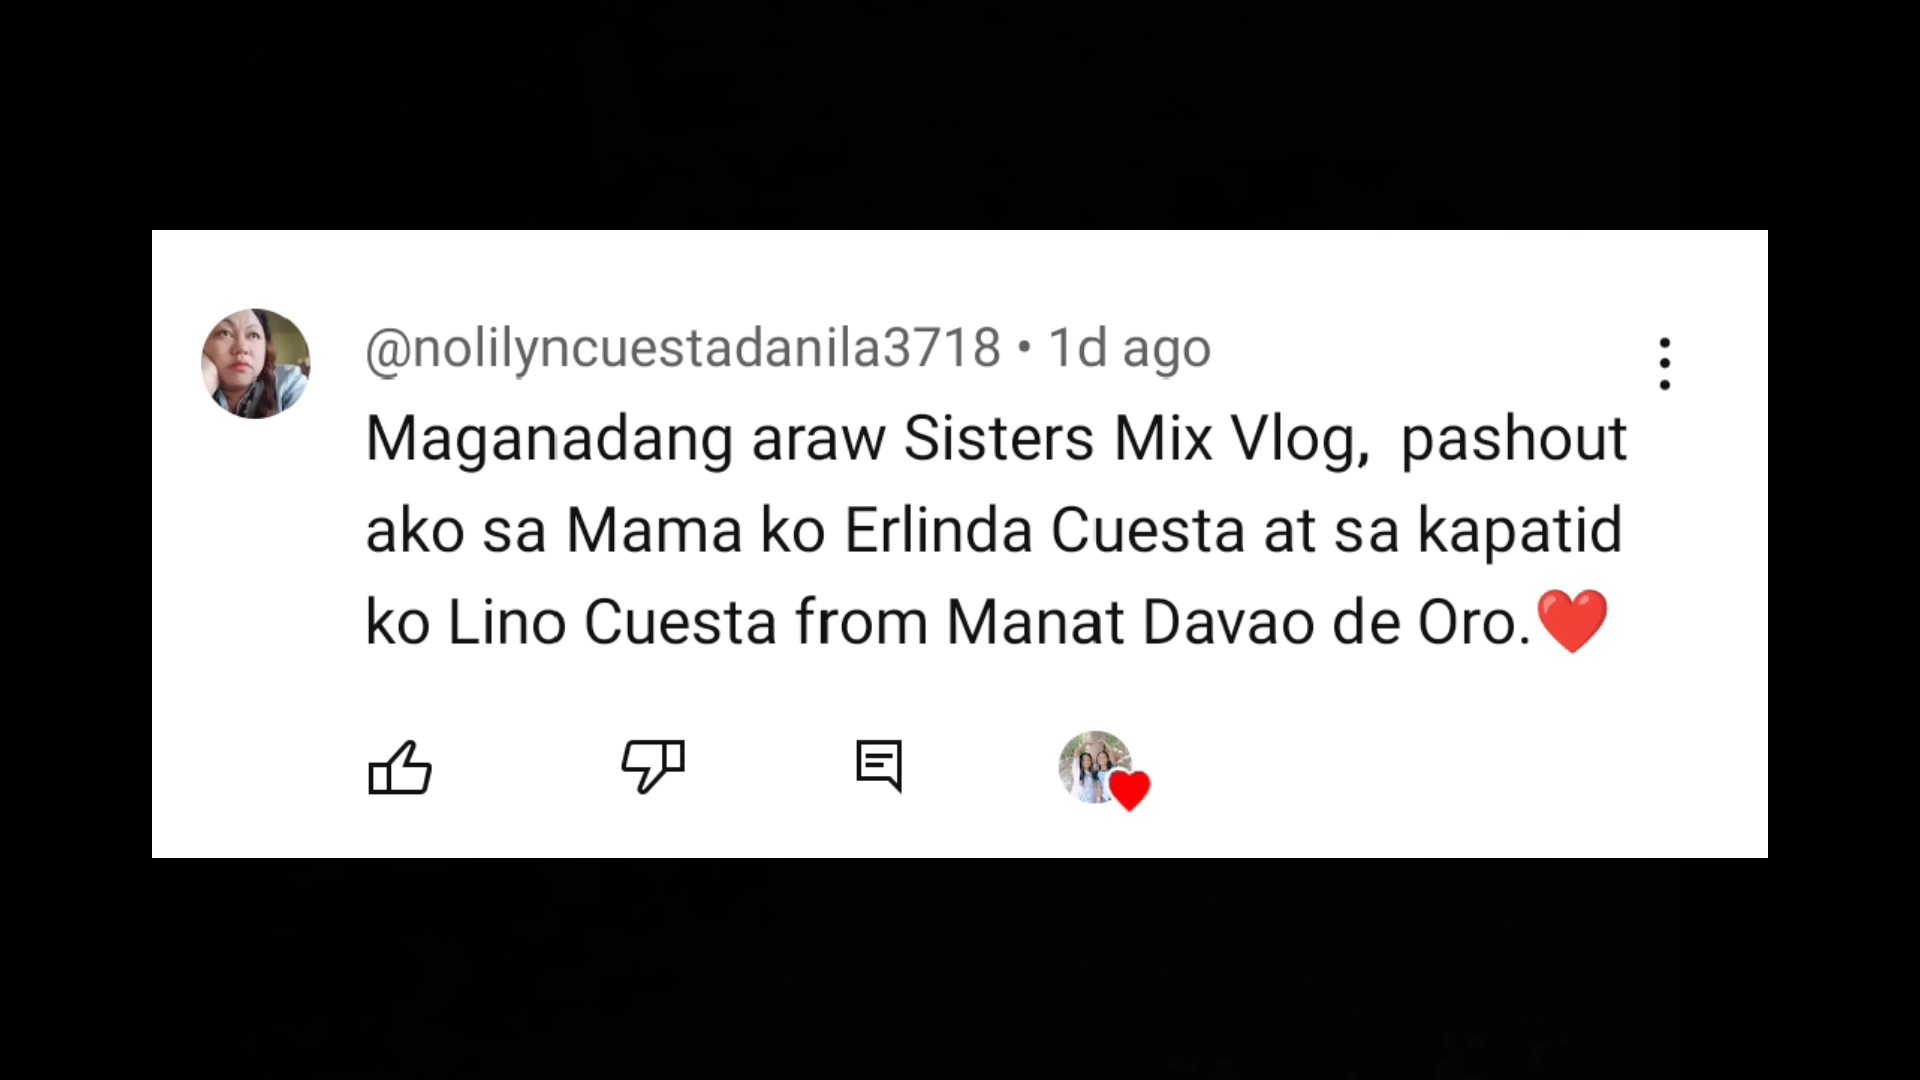 @nolilyncuestadanila3718 • 1d ago
Maganadang araw Sisters Mix Vlog,  pashout
ako sa Mama ko Erlinda Cuesta at sa kapatid
ko Lino Cuesta from Manat Davao de Oro.❤️